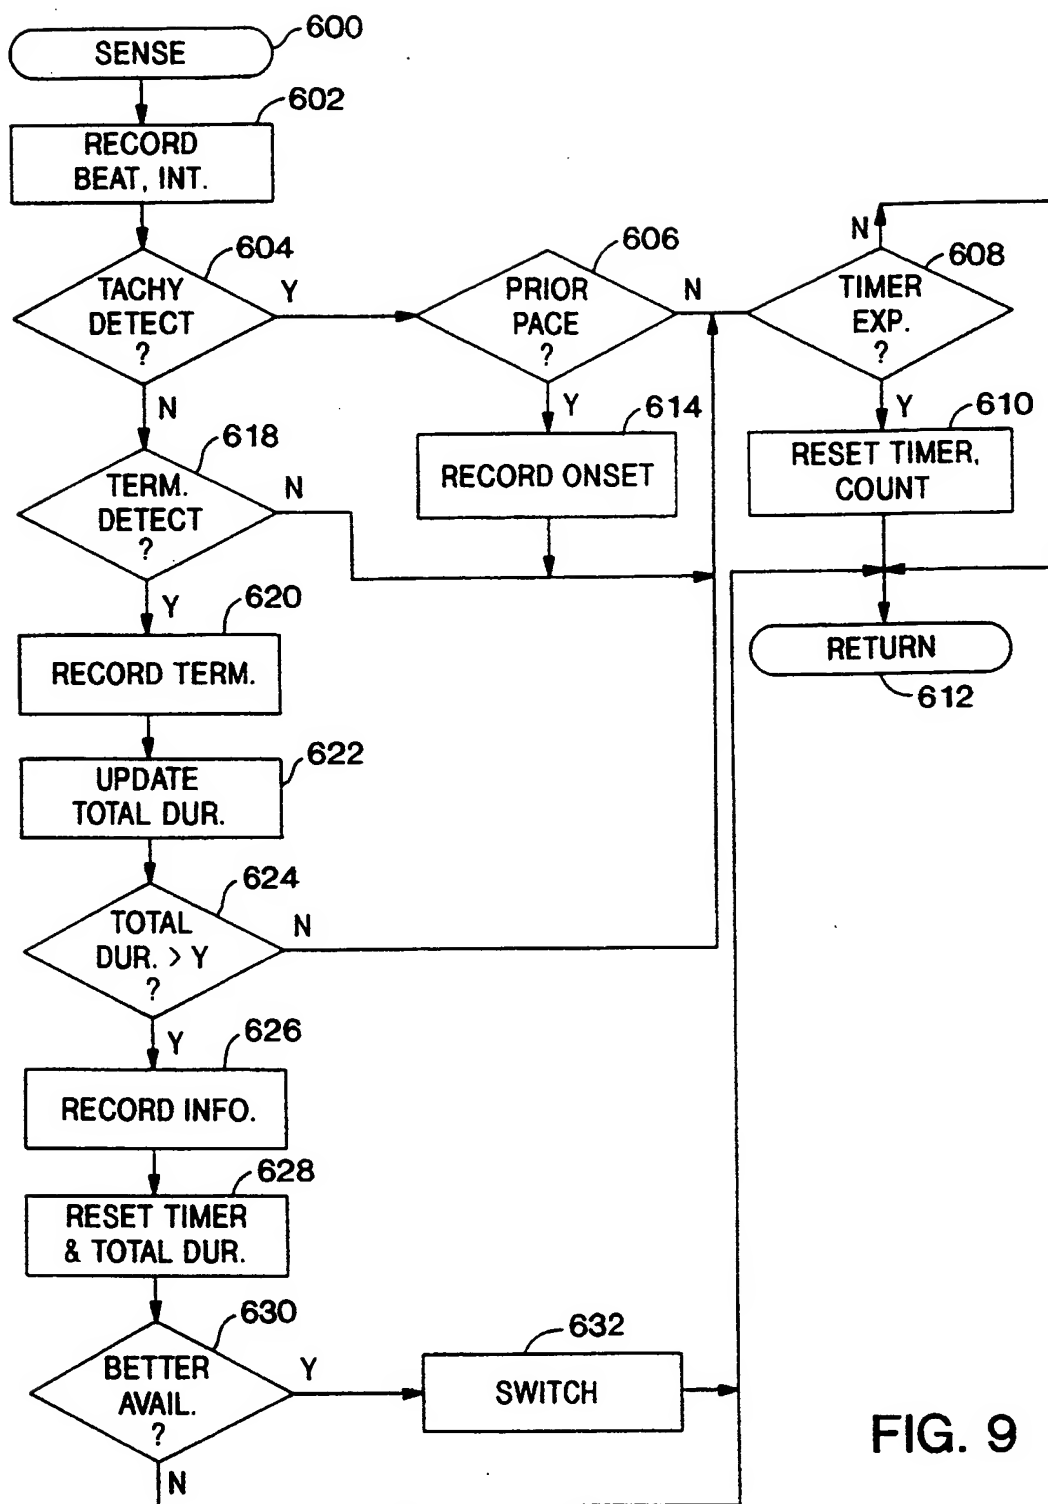 SENSE
600
602
RECORD
BEAT, INT.
604
TACHY
DETECT
?
Y
N
606
PRIOR
PACE
?
N
Y
608
N
TIMER
EXP.
?
Y
610
RESET TIMER,
COUNT
614
RECORD ONSET
618
TERM.
DETECT
?
N
Y
RETURN
612
620
RECORD TERM.
622
UPDATE
TOTAL DUR.
624
TOTAL
DUR. > Y
?
N
Y
626
RECORD INFO.
628
RESET TIMER
& TOTAL DUR.
630
BETTER
AVAIL.
?
Y
N
632
SWITCH
FIG. 9